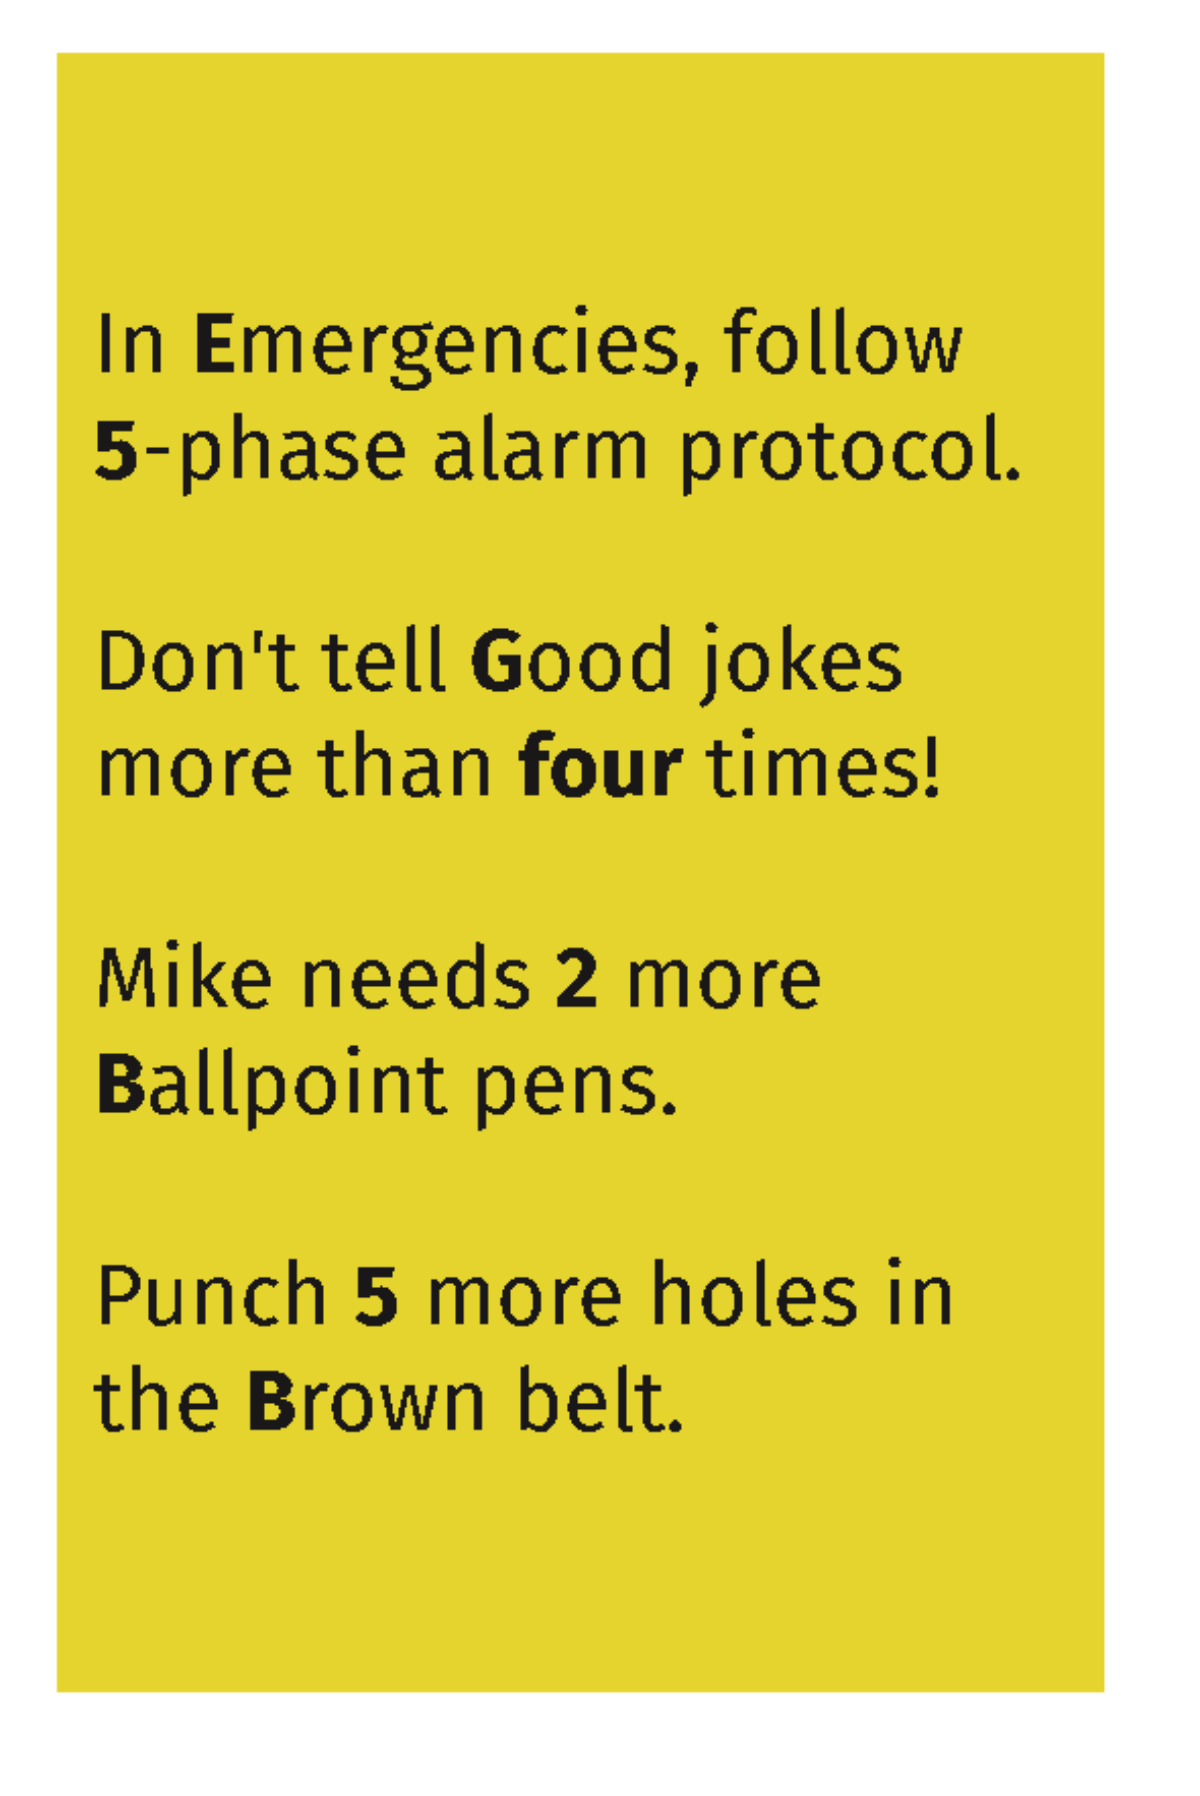 In Emergencies, follow
5-phase alarm protocol.
Don't tell Good jokes
more than four times!
Mike needs 2 more
Ballpoint pens.
Punch 5 more holes in
the Brown belt.